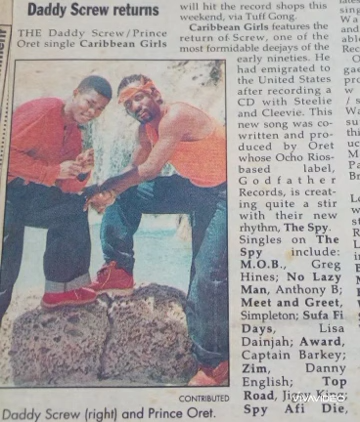 Daddy Screw returns
THE Daddy Screw/Prince
Oret single Caribbean Girls
will hit the record shops this
weekend, via Tuff Gong.
Caribbean Girls features the
return of Screw, one of the
most formidable deejays of the
early nineties. He
had emigrated to
the United States
after recording a
CD with Steelie
and Cleevie. This
new song was co-
written and pro-
duced by Oret
whose Ocho Rios-
based label,
Godfather
Records, is creat-
ing quite a stir
with their new
rhythm, The Spy.
Singles on The
Spy include:
M.O.B., Greg
Hines; No Lazy
Man, Anthony B;
Meet and Greet,
Simpleton; Sufa Fi
Days, Lisa
Dainjah; Award,
Captain Barkey;
Zim, Danny
English; Top
Road, King;
Spy Afi Die,
CONTRIBUTED
Daddy Screw (right) and Prince Oret.
VIVAVIDEO